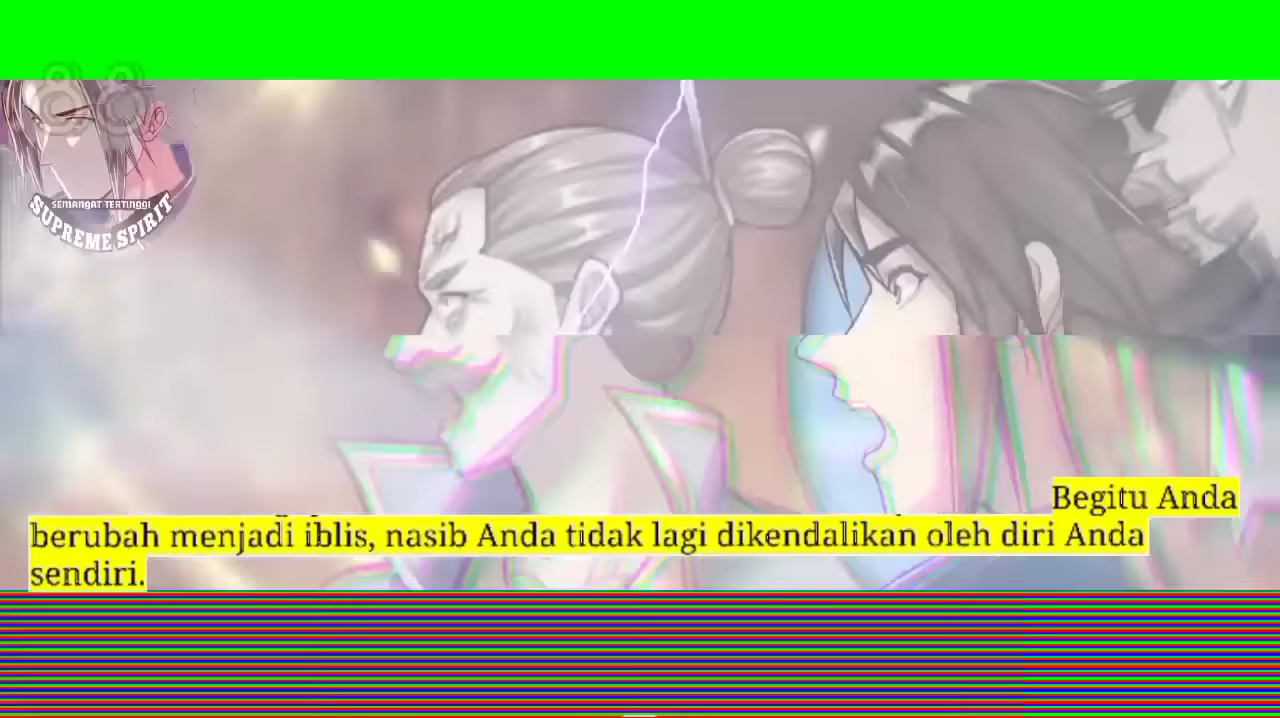 SEMANGAT TERTINGGI
SUPREME SPIRIT
Begitu Anda
berubah menjadi iblis, nasib Anda tidak lagi dikendalikan oleh diri Anda
sendiri.